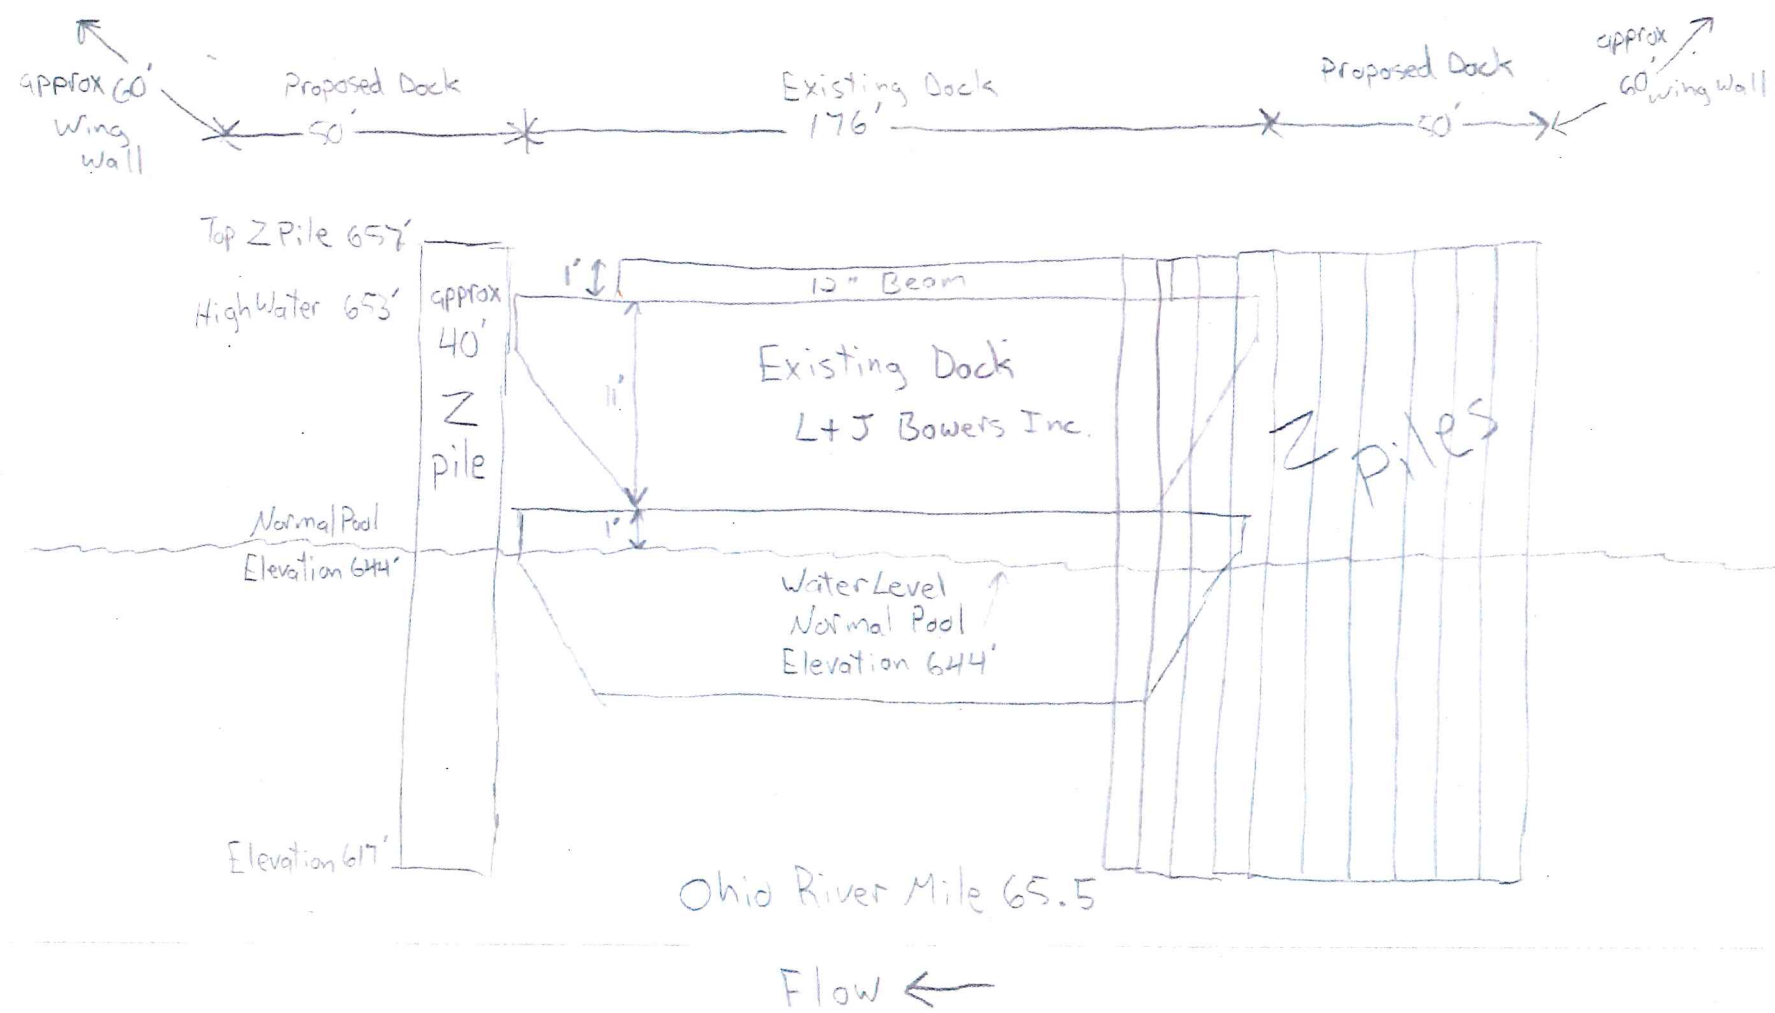 approx 60'
Wing
Wall
Proposed Dock
50'
Existing Dock
176'
Proposed Dock
50'
approx
60'
Wing Wall
Top Z Pile 657'
High Water 653'
approx
40'
Z
pile
1'
12" Beam
11'
Existing Dock
L+J Bowers Inc.
Z piles
Normal Pool
Elevation 644'
1'
Water Level
Normal Pool
Elevation 644'
Elevation 617'
Ohio River Mile 65.5
Flow ←